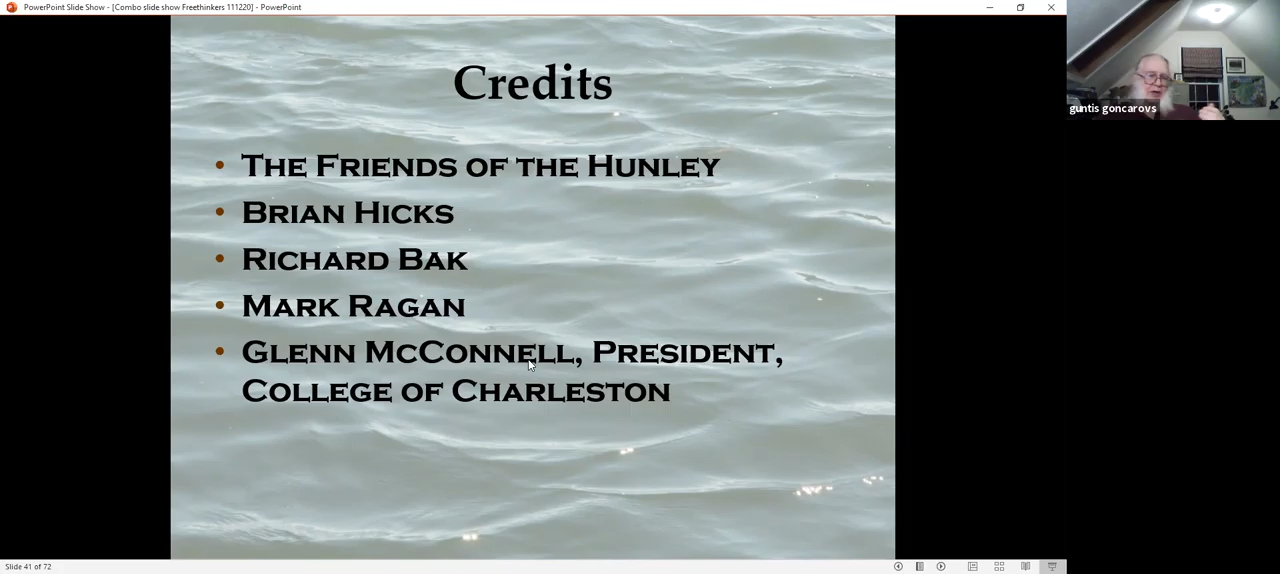 PowerPoint Slide Show - [Combo slide show Freethinkers 111220] - PowerPoint
guntis goncarovs
Credits
• The Friends of the Hunley
• Brian Hicks
• Richard Bak
• Mark Ragan
• Glenn McConnell, President,
College of Charleston
Slide 41 of 72